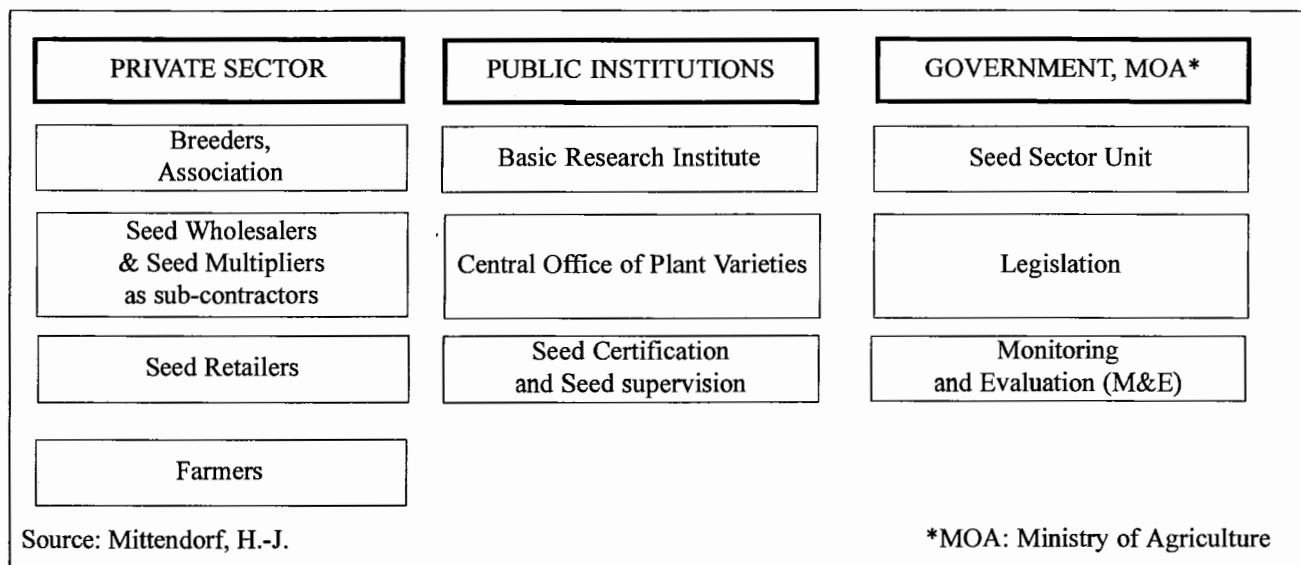 PRIVATE SECTOR
PUBLIC INSTITUTIONS
GOVERNMENT, MOA*
Breeders,
Association
Basic Research Institute
Seed Sector Unit
Seed Wholesalers
& Seed Multipliers
as sub-contractors
Central Office of Plant Varieties
Legislation
Seed Retailers
Seed Certification
and Seed supervision
Monitoring
and Evaluation (M&E)
Farmers
Source: Mittendorf, H.-J.
*MOA: Ministry of Agriculture